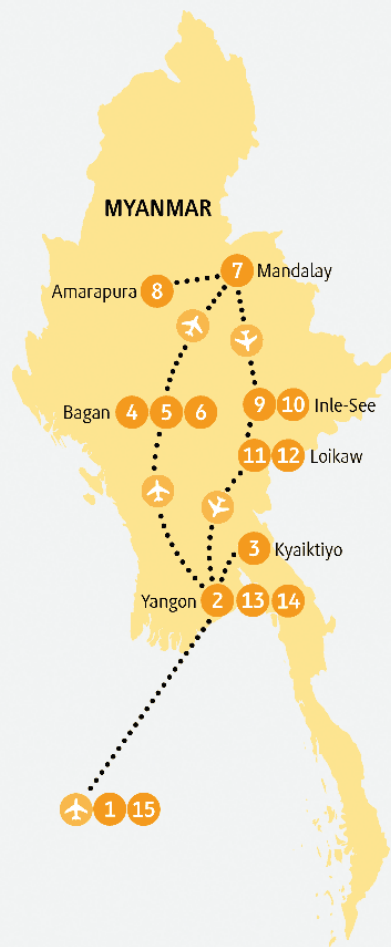 MYANMAR
7 Mandalay
Amarapura 8
Bagan 4 5 6
9 10 Inle-See
11 12 Loikaw
3 Kyaiktiyo
Yangon 2 13 14
1 15